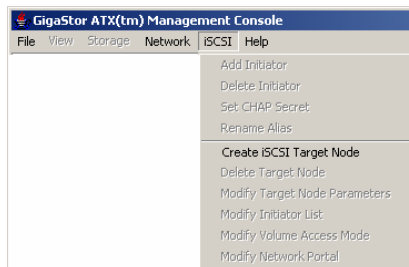 GigaStor ATX(tm) Management Console
File View Storage Network iSCSI Help
Add Initiator
Delete Initiator
Set CHAP Secret
Rename Alias
Create iSCSI Target Node
Delete Target Node
Modify Target Node Parameters
Modify Initiator List
Modify Volume Access Mode
Modify Network Portal